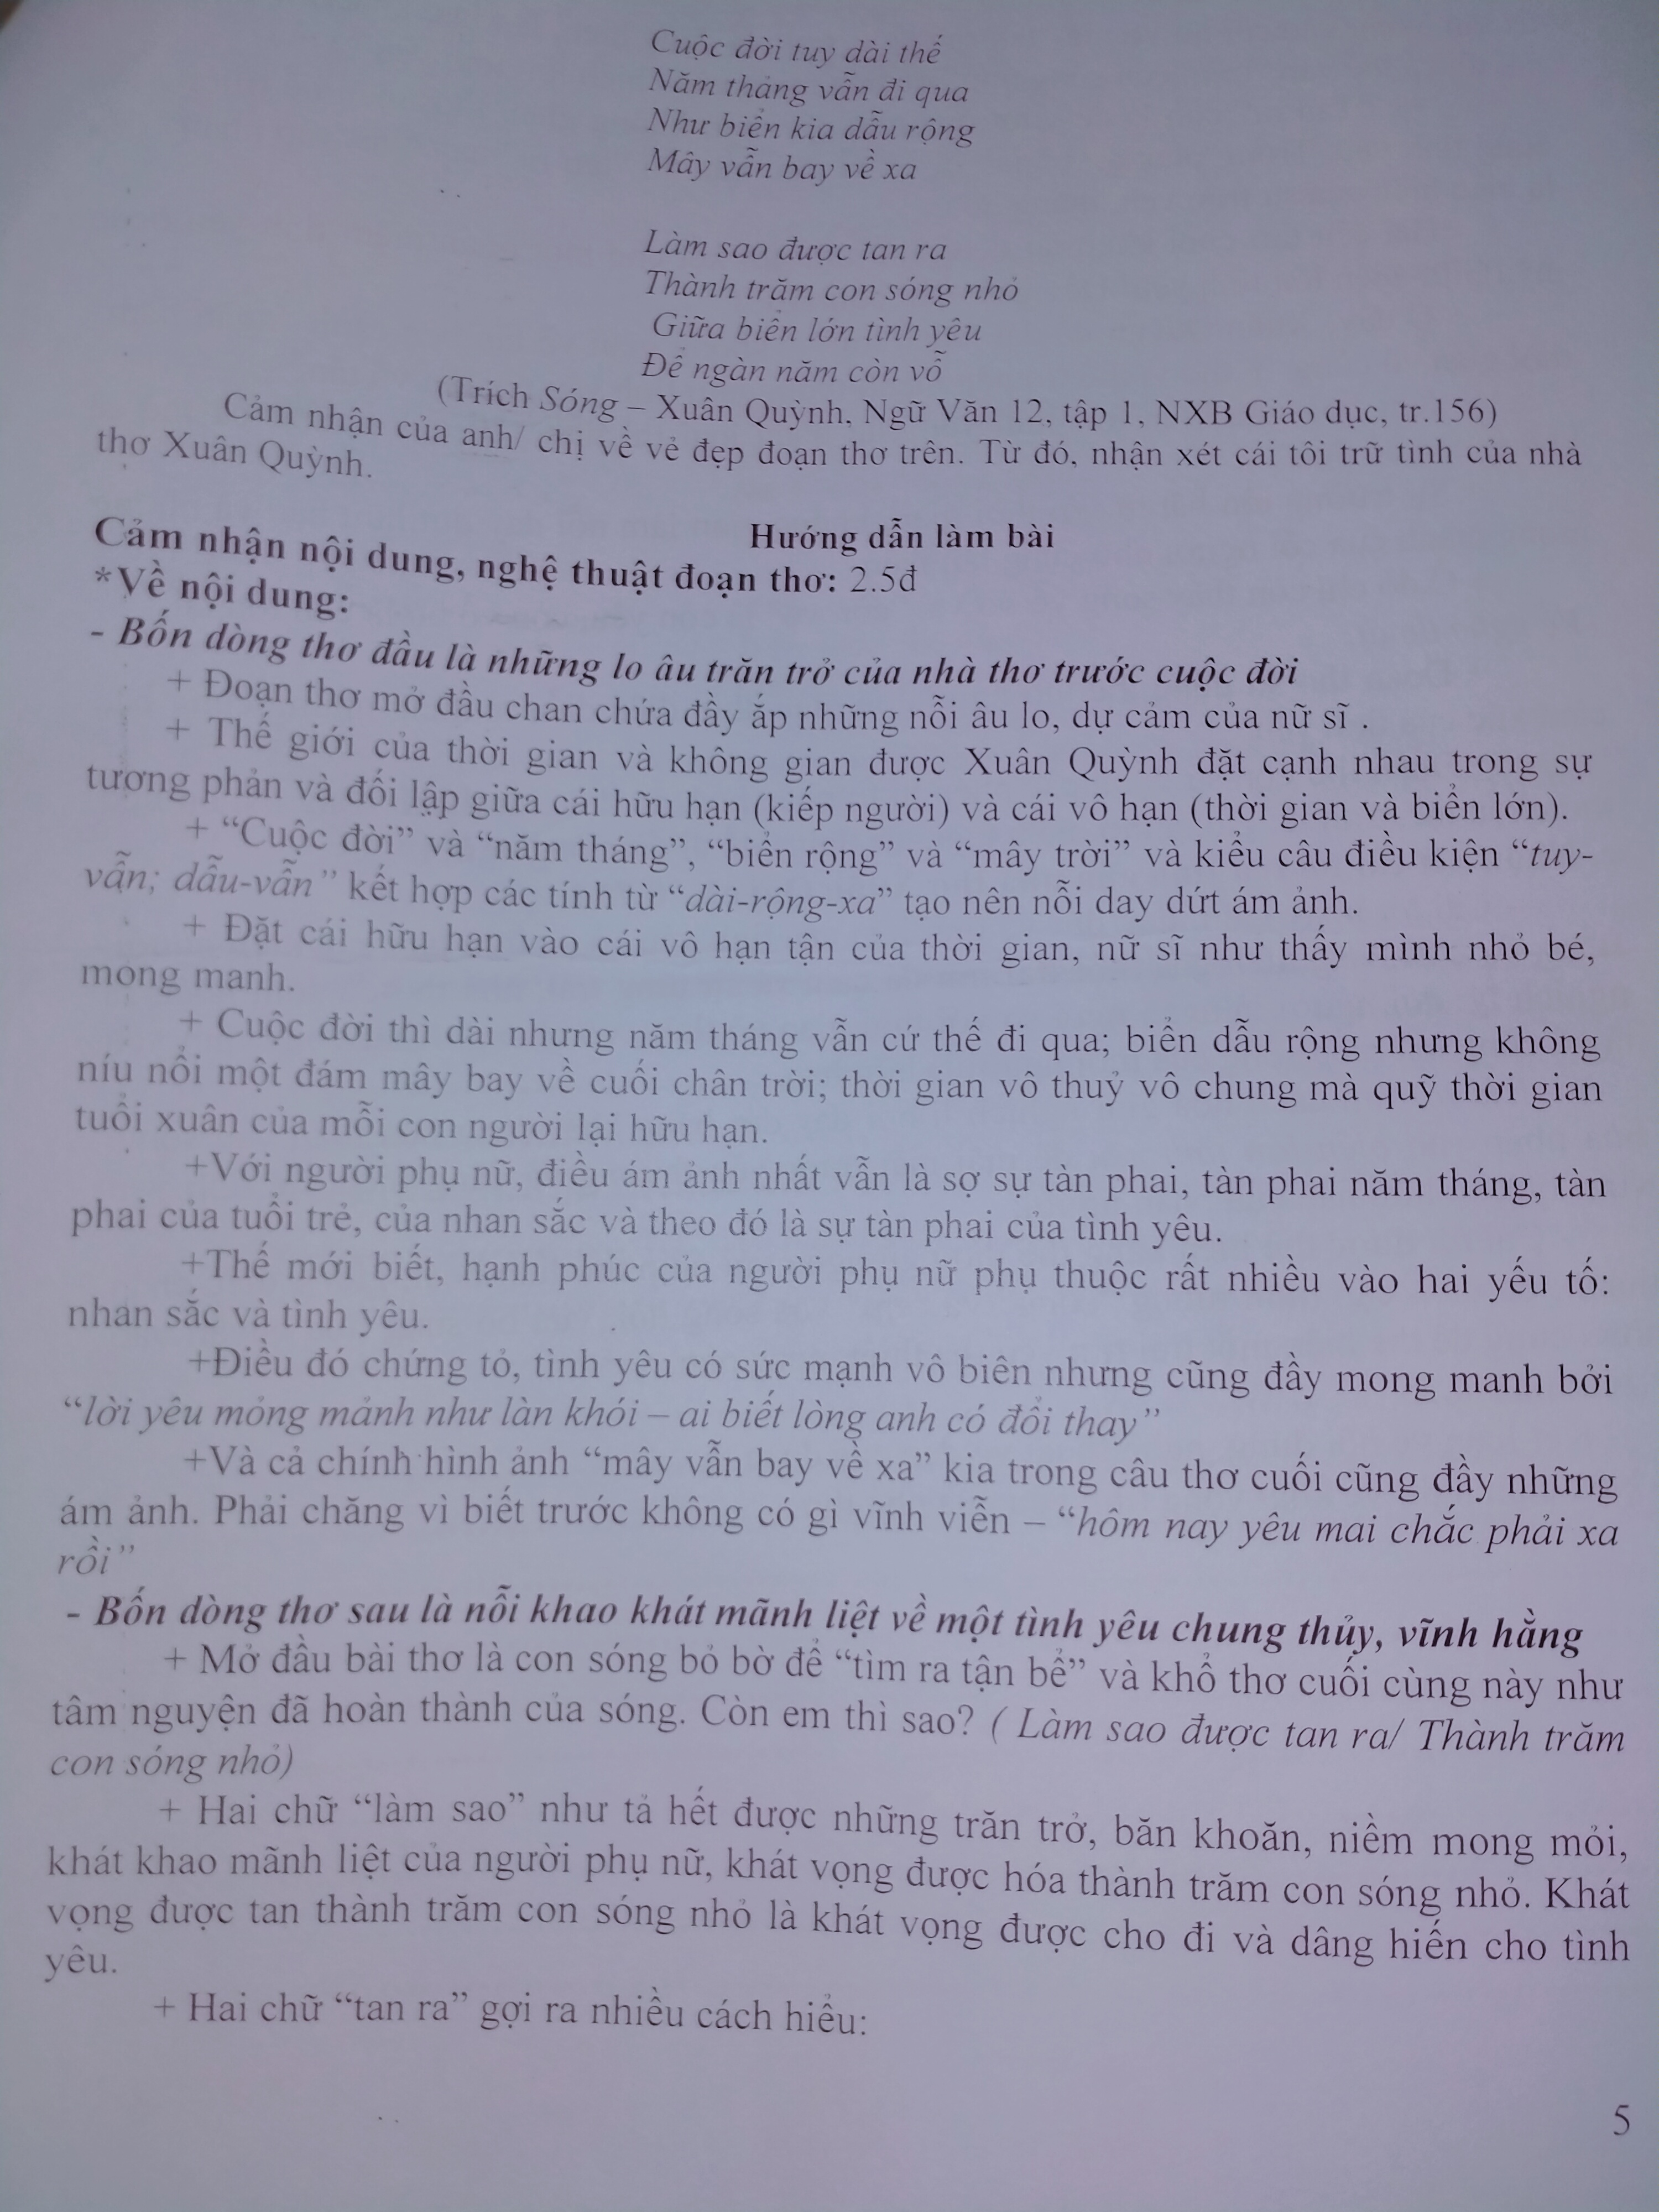 Cuộc đời tuy dài thế
Năm tháng vẫn đi qua
Như biển kia dẫu rộng
Mây vẫn bay về xa
Làm sao được tan ra
Thành trăm con sóng nhỏ
Giữa biển lớn tình yêu
Để ngàn năm còn vỗ
(Trích Sóng – Xuân Quỳnh, Ngữ Văn 12, tập 1, NXB Giáo dục, tr.156)
Cảm nhận của anh/ chị về vẻ đẹp đoạn thơ trên. Từ đó, nhận xét cái tôi trữ tình của nhà
thơ Xuân Quỳnh.
Hướng dẫn làm bài
Cảm nhận nội dung, nghệ thuật đoạn thơ: 2.5đ
*Về nội dung:
- Bốn dòng thơ đầu là những lo âu trăn trở của nhà thơ trước cuộc đời
+ Đoạn thơ mở đầu chan chứa đầy ắp những nỗi âu lo, dự cảm của nữ sĩ .
+ Thế giới của thời gian và không gian được Xuân Quỳnh đặt cạnh nhau trong sự
tương phản và đối lập giữa cái hữu hạn (kiếp người) và cái vô hạn (thời gian và biển lớn).
+ “Cuộc đời” và “năm tháng”, “biển rộng” và “mây trời” và kiểu câu điều kiện “tuy-
vẫn; dẫu-vẫn” kết hợp các tính từ “dài-rộng-xa” tạo nên nỗi day dứt ám ảnh.
+ Đặt cái hữu hạn vào cái vô hạn tận của thời gian, nữ sĩ như thấy mình nhỏ bé,
mong manh.
+ Cuộc đời thì dài nhưng năm tháng vẫn cứ thế đi qua; biển dẫu rộng nhưng không
níu nổi một đám mây bay về cuối chân trời; thời gian vô thuỷ vô chung mà quỹ thời gian
tuổi xuân của mỗi con người lại hữu hạn.
+Với người phụ nữ, điều ám ảnh nhất vẫn là sợ sự tàn phai, tàn phai năm tháng, tàn
phai của tuổi trẻ, của nhan sắc và theo đó là sự tàn phai của tình yêu.
+Thế mới biết, hạnh phúc của người phụ nữ phụ thuộc rất nhiều vào hai yếu tố:
nhan sắc và tình yêu.
+Điều đó chứng tỏ, tình yêu có sức mạnh vô biên nhưng cũng đầy mong manh bởi
“lời yêu mỏng mảnh như làn khói – ai biết lòng anh có đổi thay”
+Và cả chính hình ảnh “mây vẫn bay về xa” kia trong câu thơ cuối cũng đầy những
ám ảnh. Phải chăng vì biết trước không có gì vĩnh viễn – “hôm nay yêu mai chắc phải xa
rồi”
- Bốn dòng thơ sau là nỗi khao khát mãnh liệt về một tình yêu chung thủy, vĩnh hằng
+ Mở đầu bài thơ là con sóng bỏ bờ để “tìm ra tận bể” và khổ thơ cuối cùng này như
tâm nguyện đã hoàn thành của sóng. Còn em thì sao? ( Làm sao được tan ra/ Thành trăm
con sóng nhỏ)
+ Hai chữ “làm sao” như tả hết được những trăn trở, băn khoăn, niềm mong mỏi,
khát khao mãnh liệt của người phụ nữ, khát vọng được hóa thành trăm con sóng nhỏ. Khát
vọng được tan thành trăm con sóng nhỏ là khát vọng được cho đi và dâng hiến cho tình
yêu.
+ Hai chữ “tan ra” gợi ra nhiều cách hiểu:
5